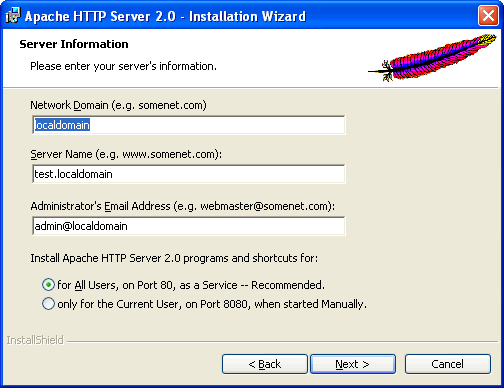 Apache HTTP Server 2.0 - Installation Wizard
Server Information
Please enter your server's information.
Network Domain (e.g. somenet.com)
localdomain
Server Name (e.g. www.somenet.com):
test.localdomain
Administrator's Email Address (e.g. webmaster@somenet.com):
admin@localdomain
Install Apache HTTP Server 2.0 programs and shortcuts for:
for All Users, on Port 80, as a Service -- Recommended.
only for the Current User, on Port 8080, when started Manually.
InstallShield
< Back Next > Cancel